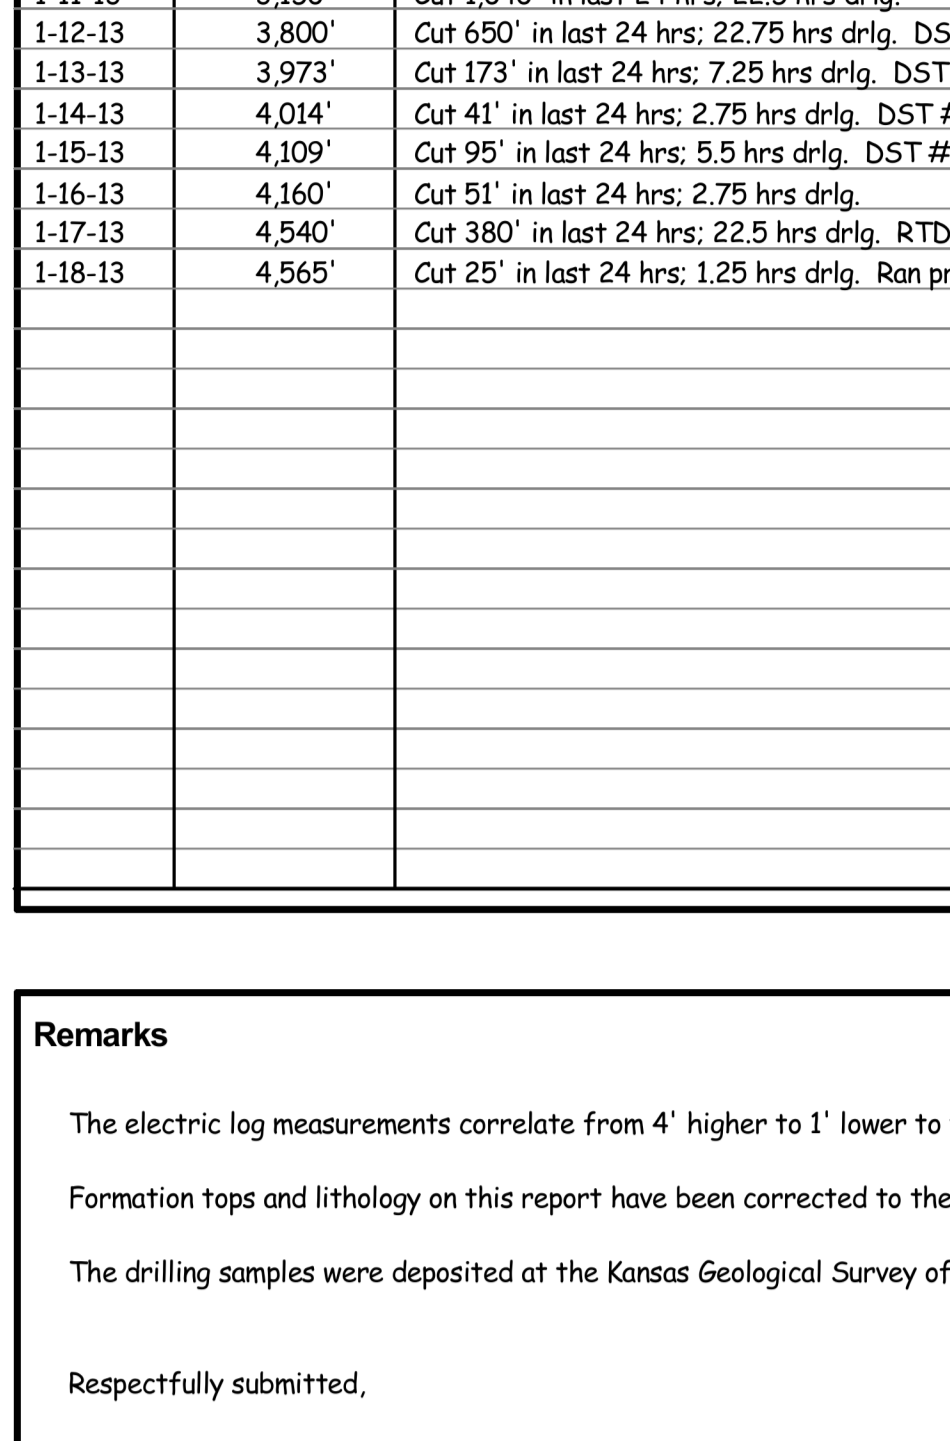 1-12-13 3,800' Cut 650' in last 24 hrs; 22.75 hrs drlg. DS
1-13-13 3,973' Cut 173' in last 24 hrs; 7.25 hrs drlg. DST
1-14-13 4,014' Cut 41' in last 24 hrs; 2.75 hrs drlg. DST #
1-15-13 4,109' Cut 95' in last 24 hrs; 5.5 hrs drlg. DST #
1-16-13 4,160' Cut 51' in last 24 hrs; 2.75 hrs drlg.
1-17-13 4,540' Cut 380' in last 24 hrs; 22.5 hrs drlg. RTD
1-18-13 4,565' Cut 25' in last 24 hrs; 1.25 hrs drlg. Ran pr
Remarks
The electric log measurements correlate from 4' higher to 1' lower to
Formation tops and lithology on this report have been corrected to the
The drilling samples were deposited at the Kansas Geological Survey of
Respectfully submitted,